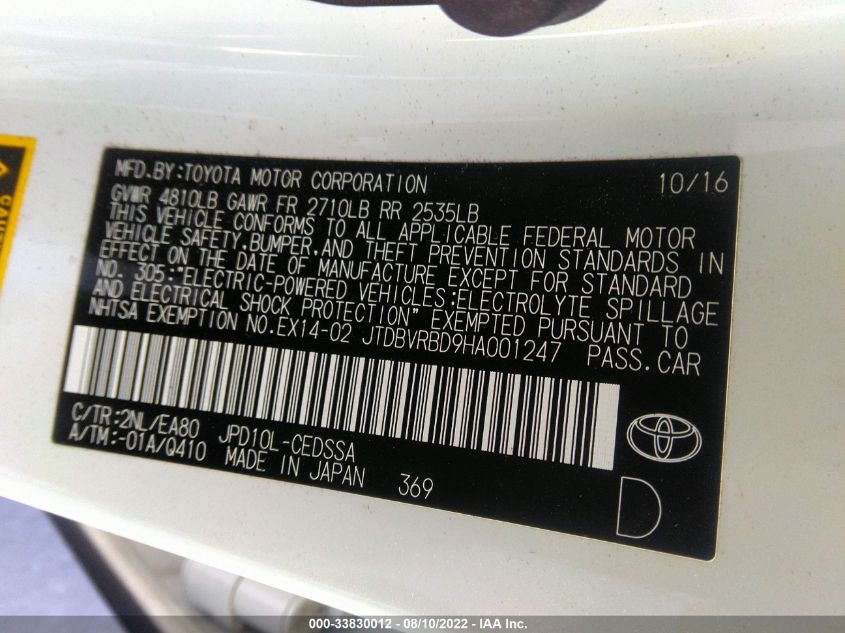 MFD.BY:TOYOTA MOTOR CORPORATION 10/16
GVWR 4810LB GAWR FR 2710LB RR 2535LB
THIS VEHICLE CONFORMS TO ALL APPLICABLE FEDERAL MOTOR
VEHICLE SAFETY,BUMPER,AND THEFT PREVENTION STANDARDS IN
EFFECT ON THE DATE OF MANUFACTURE EXCEPT FOR STANDARD
NO. 305:"ELECTRIC-POWERED VEHICLES:ELECTROLYTE SPILLAGE
AND ELECTRICAL SHOCK PROTECTION" EXEMPTED PURSUANT TO
NHTSA EXEMPTION NO.EX14-02 JTDBVRBD9HA001247 PASS.CAR
C/TR:2NL/EA80 JPD10L-CEDSSA
A/TM:-01A/Q410 MADE IN JAPAN 369
D
000-33830012 - 08/10/2022 - IAA Inc.